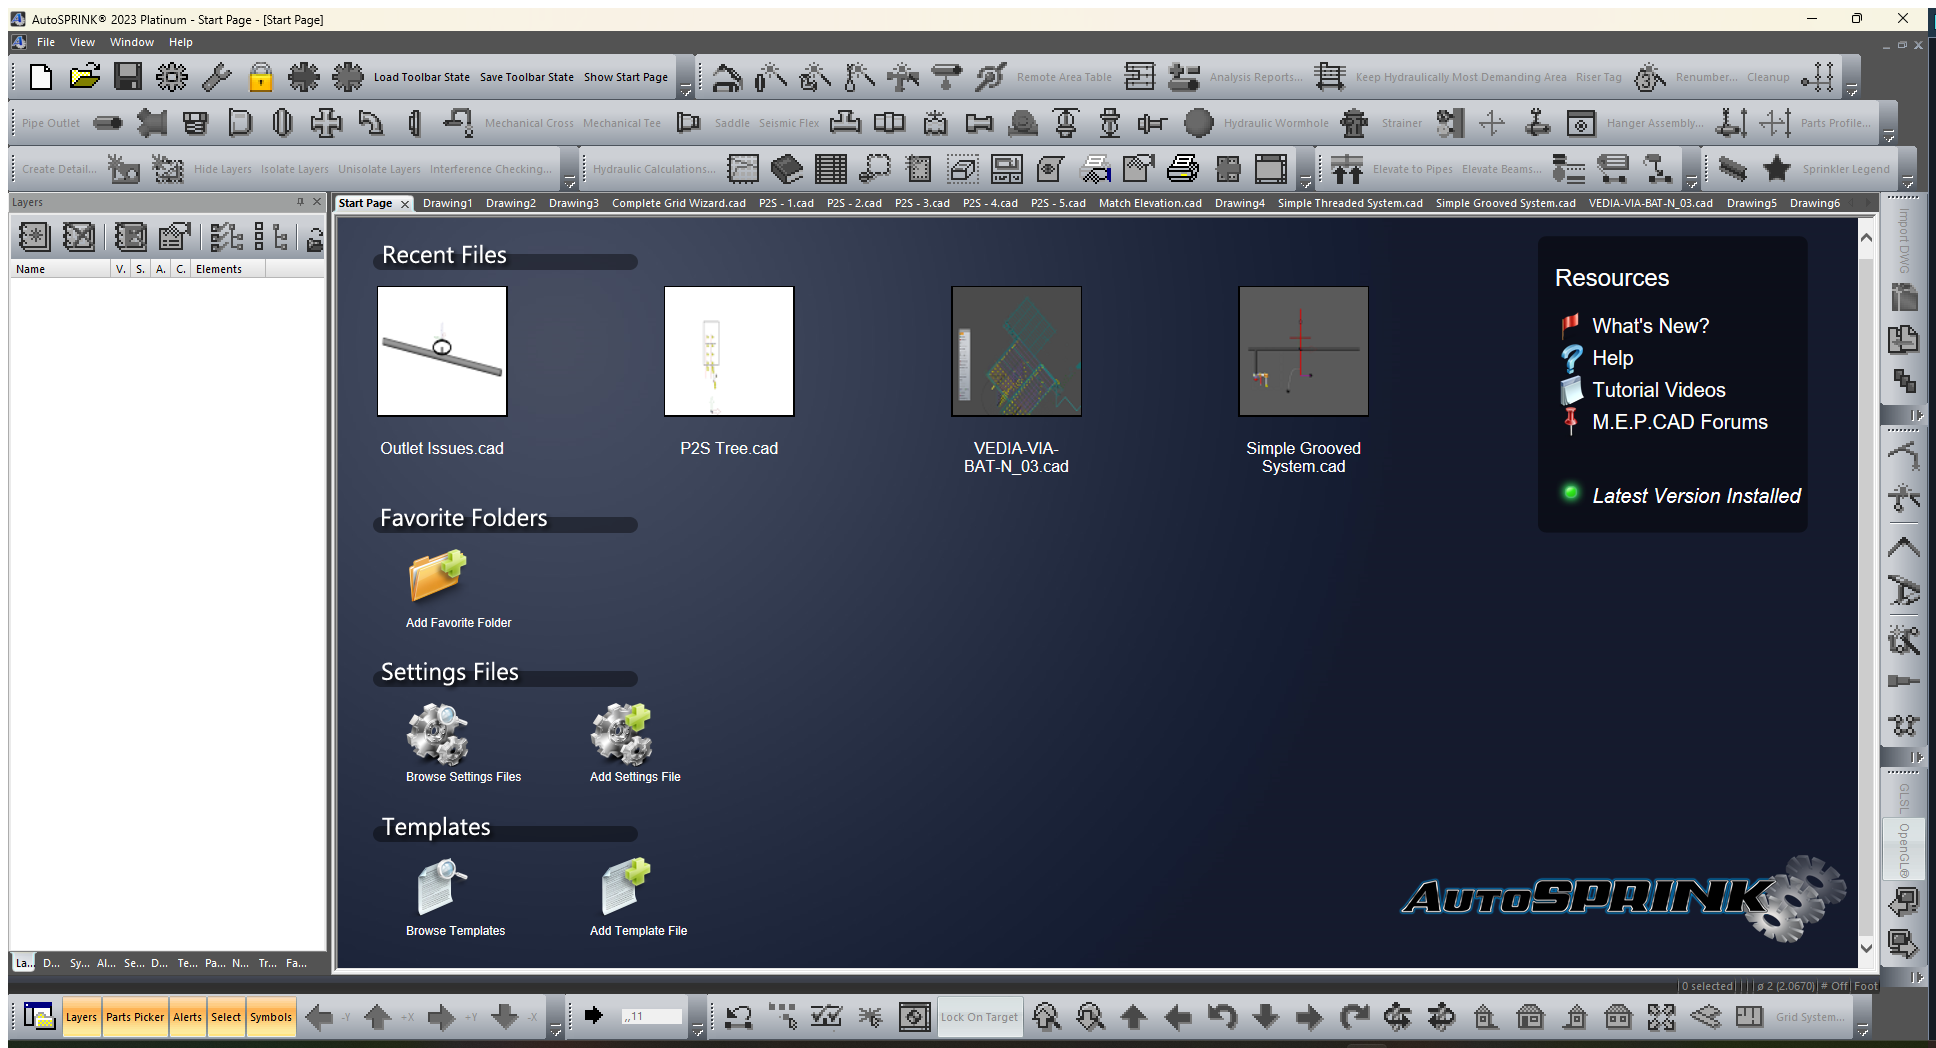 AutoSPRINK® 2023 Platinum - Start Page - [Start Page]
File View Window Help
Load Toolbar State Save Toolbar State Show Start Page Remote Area Table Analysis Reports... Keep Hydraulically Most Demanding Area Riser Tag Renumber... Cleanup
Pipe Outlet Mechanical Cross Mechanical Tee Saddle Seismic Flex Hydraulic Wormhole Strainer Hanger Assembly... Parts Profile...
Create Detail... Hide Layers Isolate Layers Unisolate Layers Interference Checking... Hydraulic Calculations... Elevate to Pipes Elevate Beams... Sprinkler Legend
Layers
Start Page Drawing1 Drawing2 Drawing3 Complete Grid Wizard.cad P2S - 1.cad P2S - 2.cad P2S - 3.cad P2S - 4.cad P2S - 5.cad Match Elevation.cad Drawing4 Simple Threaded System.cad Simple Grooved System.cad VEDIA-VIA-BAT-N_03.cad Drawing5 Drawing6
Name V. S. A. C. Elements
Import DWG
Recent Files
Outlet Issues.cad
P2S Tree.cad
VEDIA-VIA-
BAT-N_03.cad
Simple Grooved
System.cad
Resources
What's New?
Help
Tutorial Videos
M.E.P.CAD Forums
Latest Version Installed
Favorite Folders
Add Favorite Folder
Settings Files
Browse Settings Files Add Settings File
Templates
Browse Templates Add Template File
AutoSPRINK
GLSL
OpenGL®
La... D... Sy... Al... Se... D... Te... Pa... N... Tr... Fa...
0 selected ø 2 (2.0670) # Off Foot
Layers Parts Picker Alerts Select Symbols -Y +X +Y -X ,,11 Lock On Target Grid System...